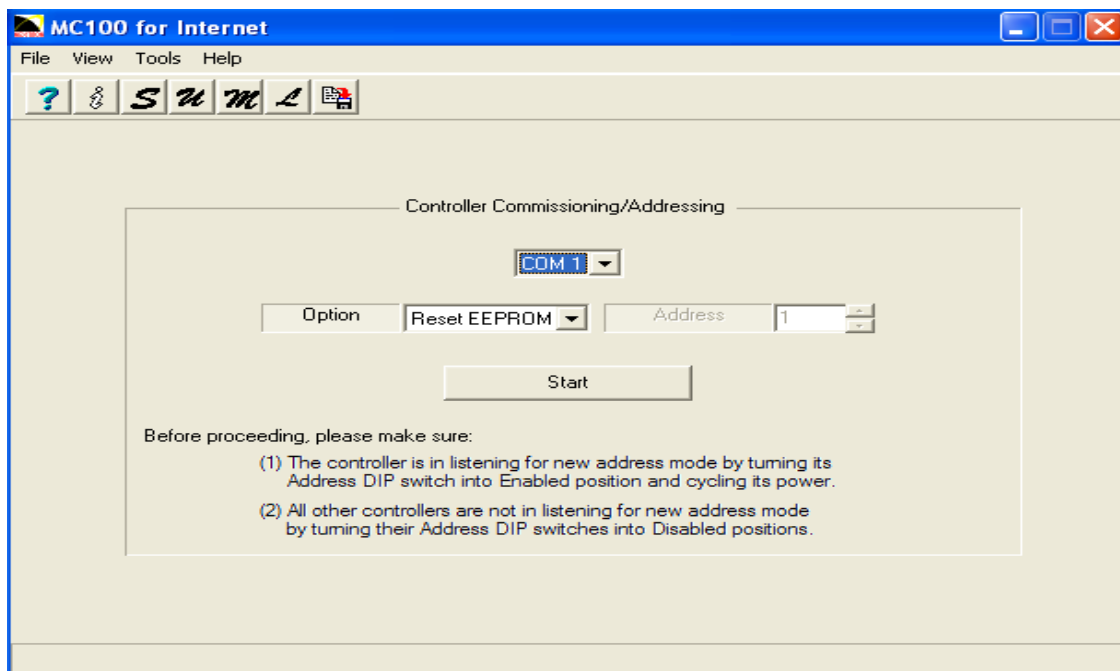 MC100 for Internet
File View Tools Help
? i S U M L
Controller Commissioning/Addressing
COM 1
Option Reset EEPROM Address 1
Start
Before proceeding, please make sure:
(1) The controller is in listening for new address mode by turning its
Address DIP switch into Enabled position and cycling its power.
(2) All other controllers are not in listening for new address mode
by turning their Address DIP switches into Disabled positions.